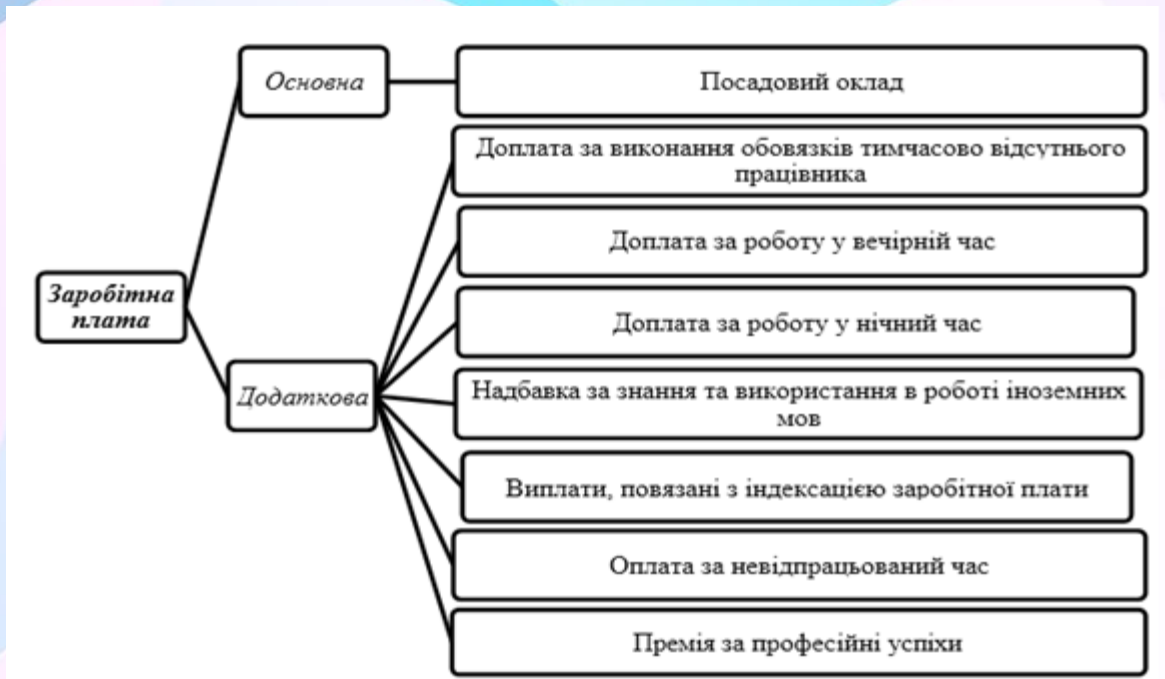 Основна
Посадовий оклад
Доплата за виконання обовязків тимчасово відсутнього
працівника
Доплата за роботу у вечірній час
Заробітна
плата
Доплата за роботу у нічний час
Додаткова
Надбавка за знання та використання в роботі іноземних
мов
Виплати, повязані з індексацією заробітної плати
Оплата за невідпрацьований час
Премія за професійні успіхи